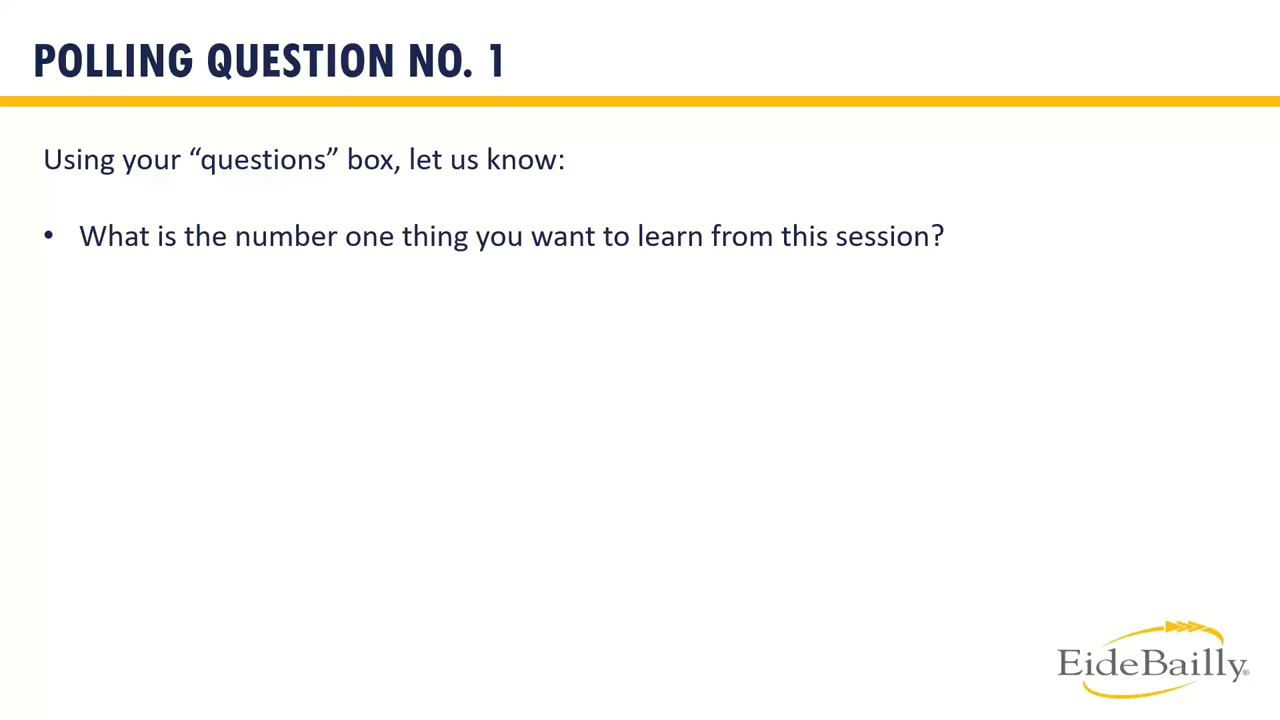 POLLING QUESTION NO. 1
Using your “questions” box, let us know:
• What is the number one thing you want to learn from this session?
EideBailly®